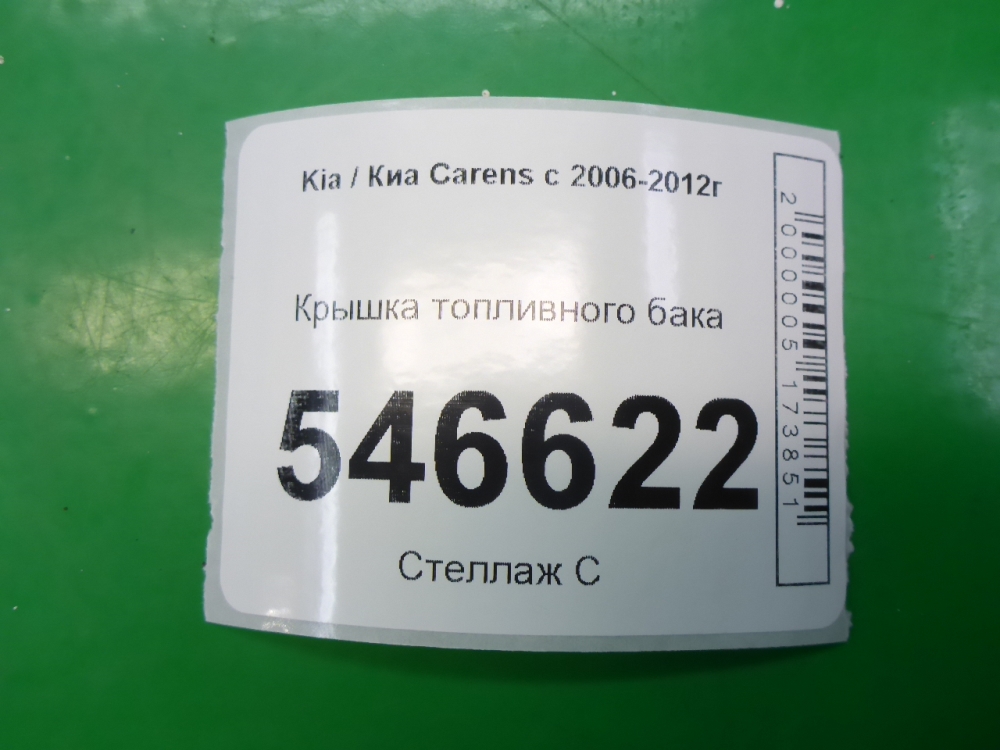 Kia / Киа Carens с 2006-2012г
Крышка топливного бака
546622
Стеллаж С
2000005173851